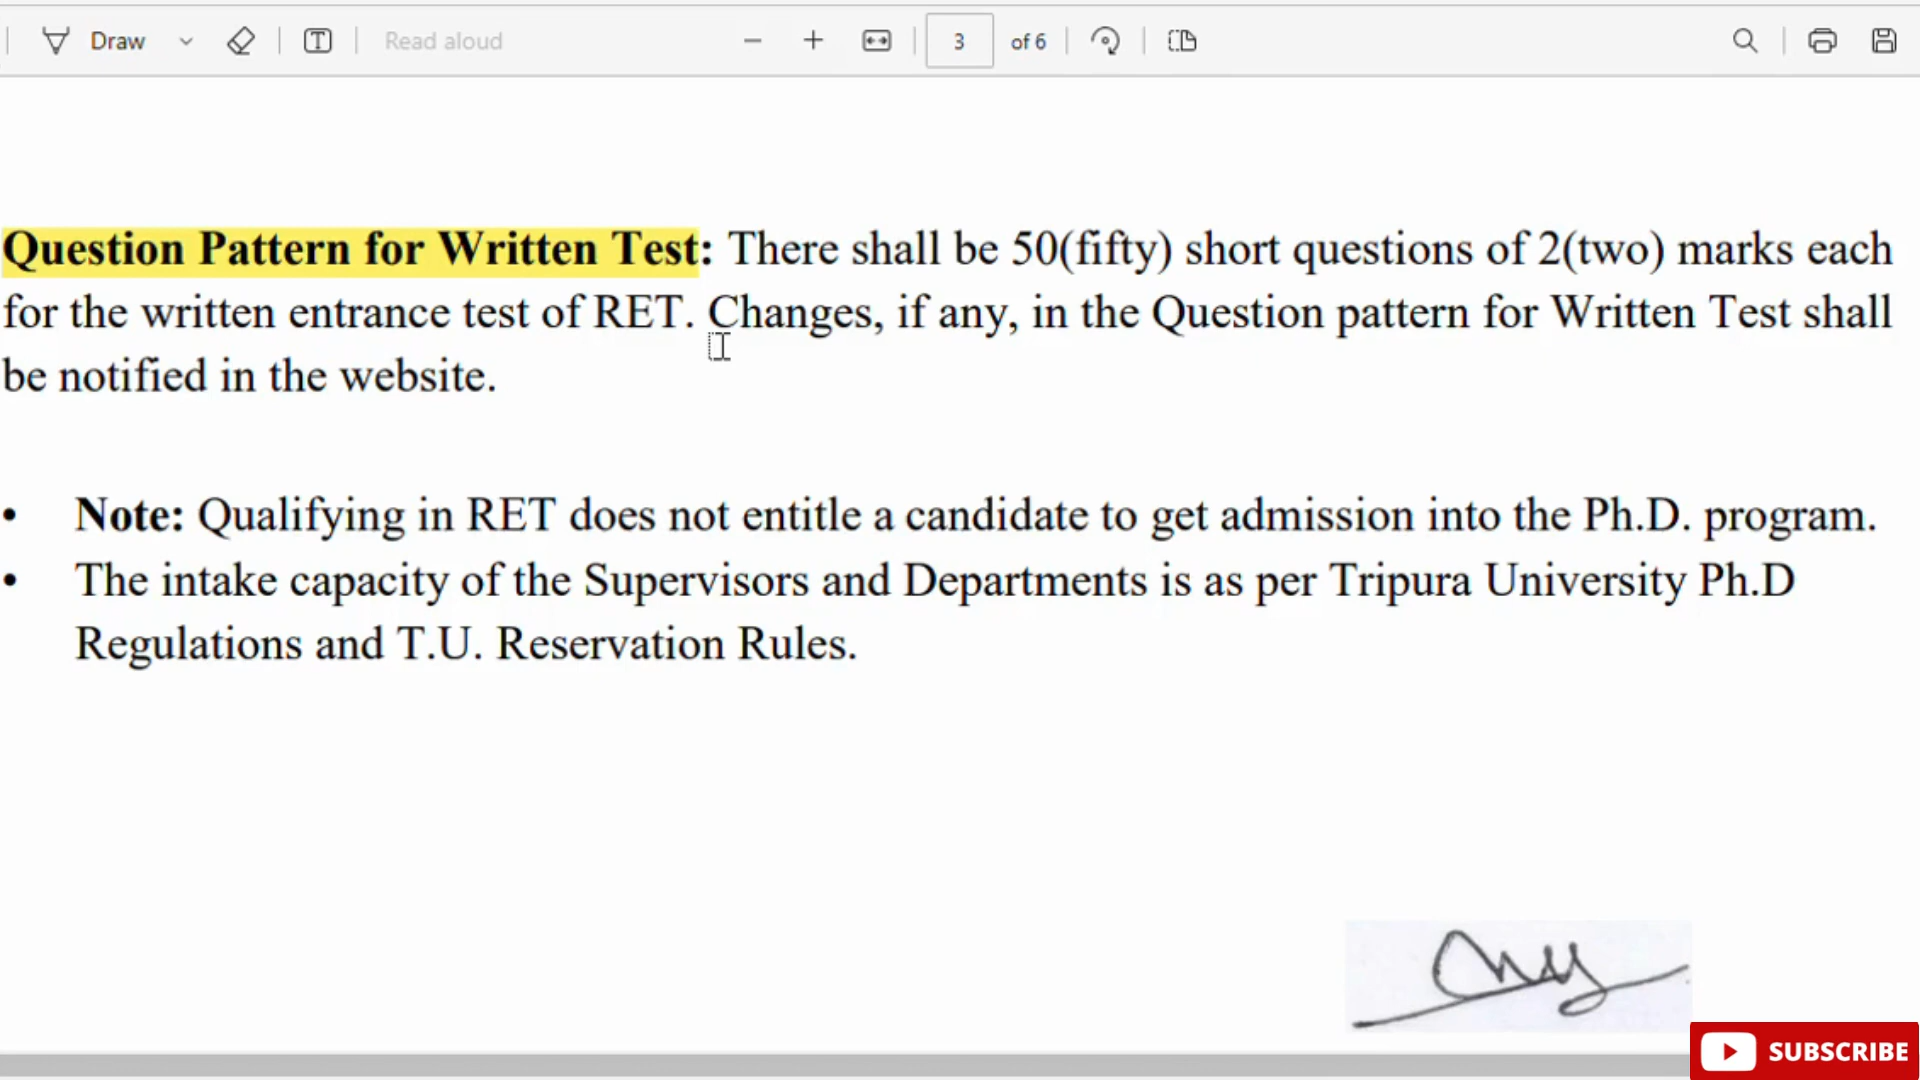 Draw
Read aloud
3
of 6
Question Pattern for Written Test: There shall be 50(fifty) short questions of 2(two) marks each
for the written entrance test of RET. Changes, if any, in the Question pattern for Written Test shall
be notified in the website.
• Note: Qualifying in RET does not entitle a candidate to get admission into the Ph.D. program.
• The intake capacity of the Supervisors and Departments is as per Tripura University Ph.D
Regulations and T.U. Reservation Rules.
SUBSCRIBE